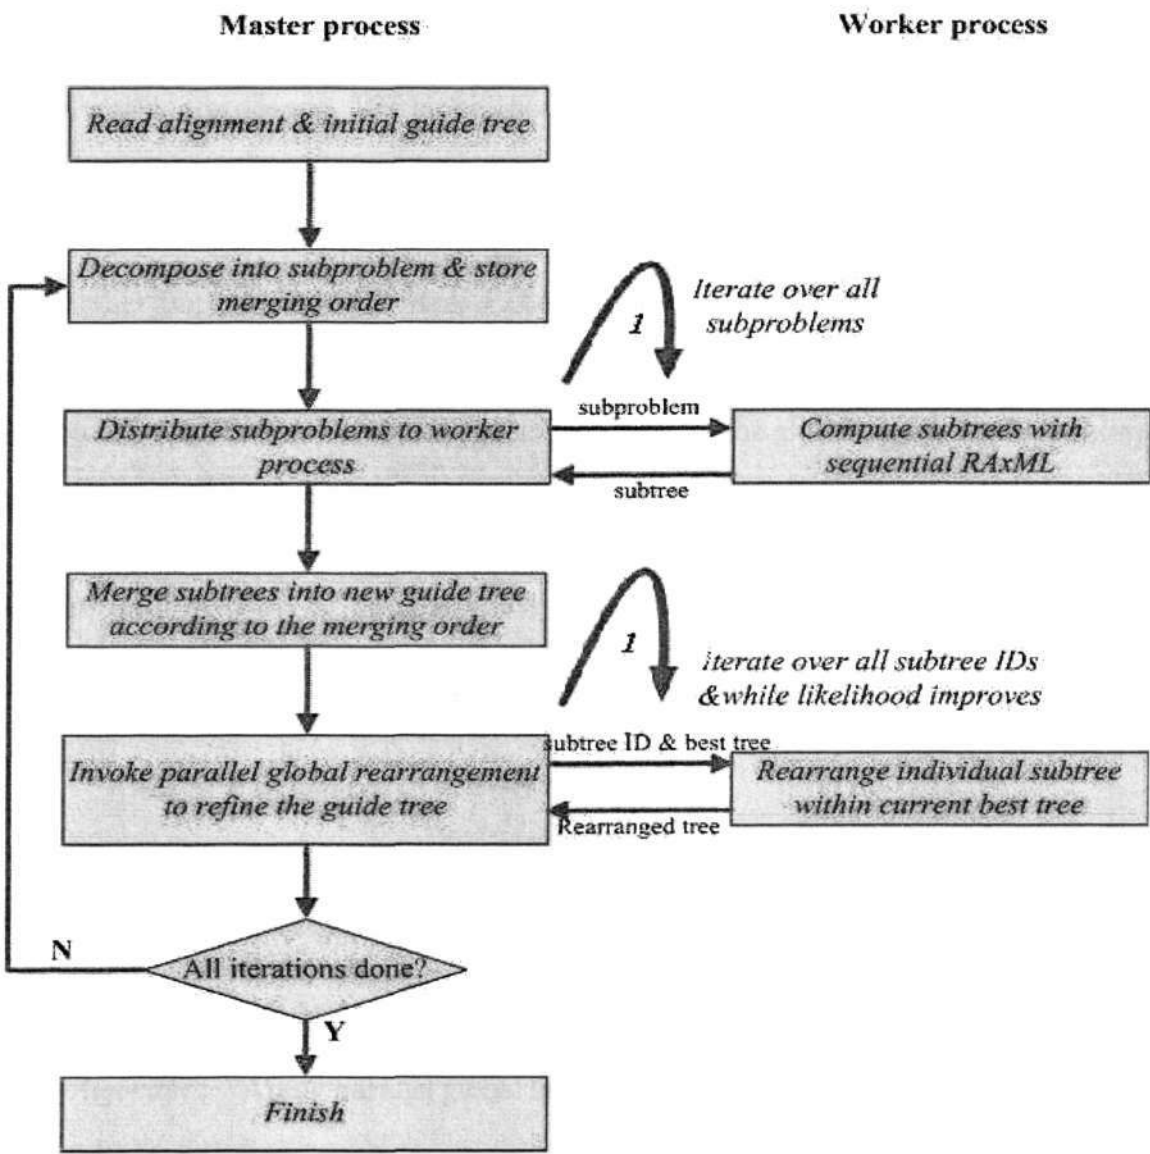 Master process
Worker process
Read alignment & initial guide tree
Decompose into subproblem & store
merging order
Iterate over all
subproblems
1
Distribute subproblems to worker
process
subproblem
subtree
Compute subtrees with
sequential RAxML
Merge subtrees into new guide tree
according to the merging order
1
Iterate over all subtree IDs
&while likelihood improves
Invoke parallel global rearrangement
to refine the guide tree
subtree ID & best tree
Rearranged tree
Rearrange individual subtree
within current best tree
All iterations done?
N
Y
Finish